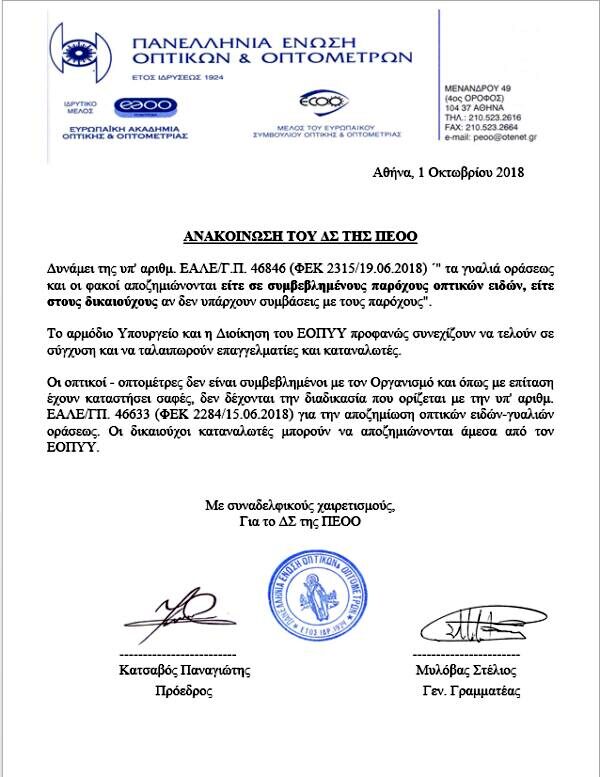 ΠΑΝΕΛΛΗΝΙΑ ΕΝΩΣΗ
ΟΠΤΙΚΩΝ & ΟΠΤΟΜΕΤΡΩΝ
ΕΤΟΣ ΙΔΡΥΣΕΩΣ 1924
ΙΔΡΥΤΙΚΟ
ΜΕΛΟΣ
ΕΥΡΩΠΑΪΚΗ ΑΚΑΔΗΜΙΑ
ΟΠΤΙΚΗΣ & ΟΠΤΟΜΕΤΡΙΑΣ
ΜΕΛΟΣ ΤΟΥ ΕΥΡΩΠΑΪΚΟΥ
ΣΥΜΒΟΥΛΙΟΥ ΟΠΤΙΚΗΣ & ΟΠΤΟΜΕΤΡΙΑΣ
ΜΕΝΑΝΔΡΟΥ 49
(4ος ΟΡΟΦΟΣ)
104 37 ΑΘΗΝΑ
ΤΗΛ.: 210.523.2616
FAX: 210.523.2664
e-mail: peoo@otenet.gr
Αθήνα, 1 Οκτωβρίου 2018
ΑΝΑΚΟΙΝΩΣΗ ΤΟΥ ΔΣ ΤΗΣ ΠΕΟΟ
Δυνάμει της υπ' αριθμ. ΕΑΛΕ/Γ.Π. 46846 (ΦΕΚ 2315/19.06.2018) ¨" τα γυαλιά οράσεως
και οι φακοί αποζημιώνονται είτε σε συμβεβλημένους παρόχους οπτικών ειδών, είτε
στους δικαιούχους αν δεν υπάρχουν συμβάσεις με τους παρόχους".
Το αρμόδιο Υπουργείο και η Διοίκηση του ΕΟΠΥΥ προφανώς συνεχίζουν να τελούν σε
σύγχυση και να ταλαιπωρούν επαγγελματίες και καταναλωτές.
Οι οπτικοί - οπτομέτρες δεν είναι συμβεβλημένοι με τον Οργανισμό και όπως με επίταση
έχουν καταστήσει σαφές, δεν δέχονται την διαδικασία που ορίζεται με την υπ' αριθμ.
ΕΑΛΕ/ΓΠ. 46633 (ΦΕΚ 2284/15.06.2018) για την αποζημίωση οπτικών ειδών-γυαλιών
οράσεως. Οι δικαιούχοι καταναλωτές μπορούν να αποζημιώνονται άμεσα από τον
ΕΟΠΥΥ.
Με συναδελφικούς χαιρετισμούς,
Για το ΔΣ της ΠΕΟΟ
ΠΑΝΕΛΛΗΝΙΟΣ ΕΝΩΣΗ ΟΠΤΙΚΩΝ & ΟΠΤΟΜΕΤΡΩΝ
ΕΤΟΣ ΙΔΡ. 1924
Κατσαβός Παναγιώτης
Πρόεδρος
Μυλόβας Στέλιος
Γεν. Γραμματέας